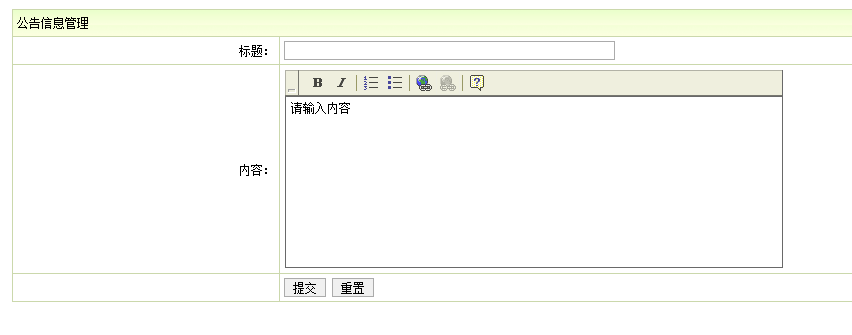 公告信息管理
标题：
B I
请输入内容
内容：
提交 重置